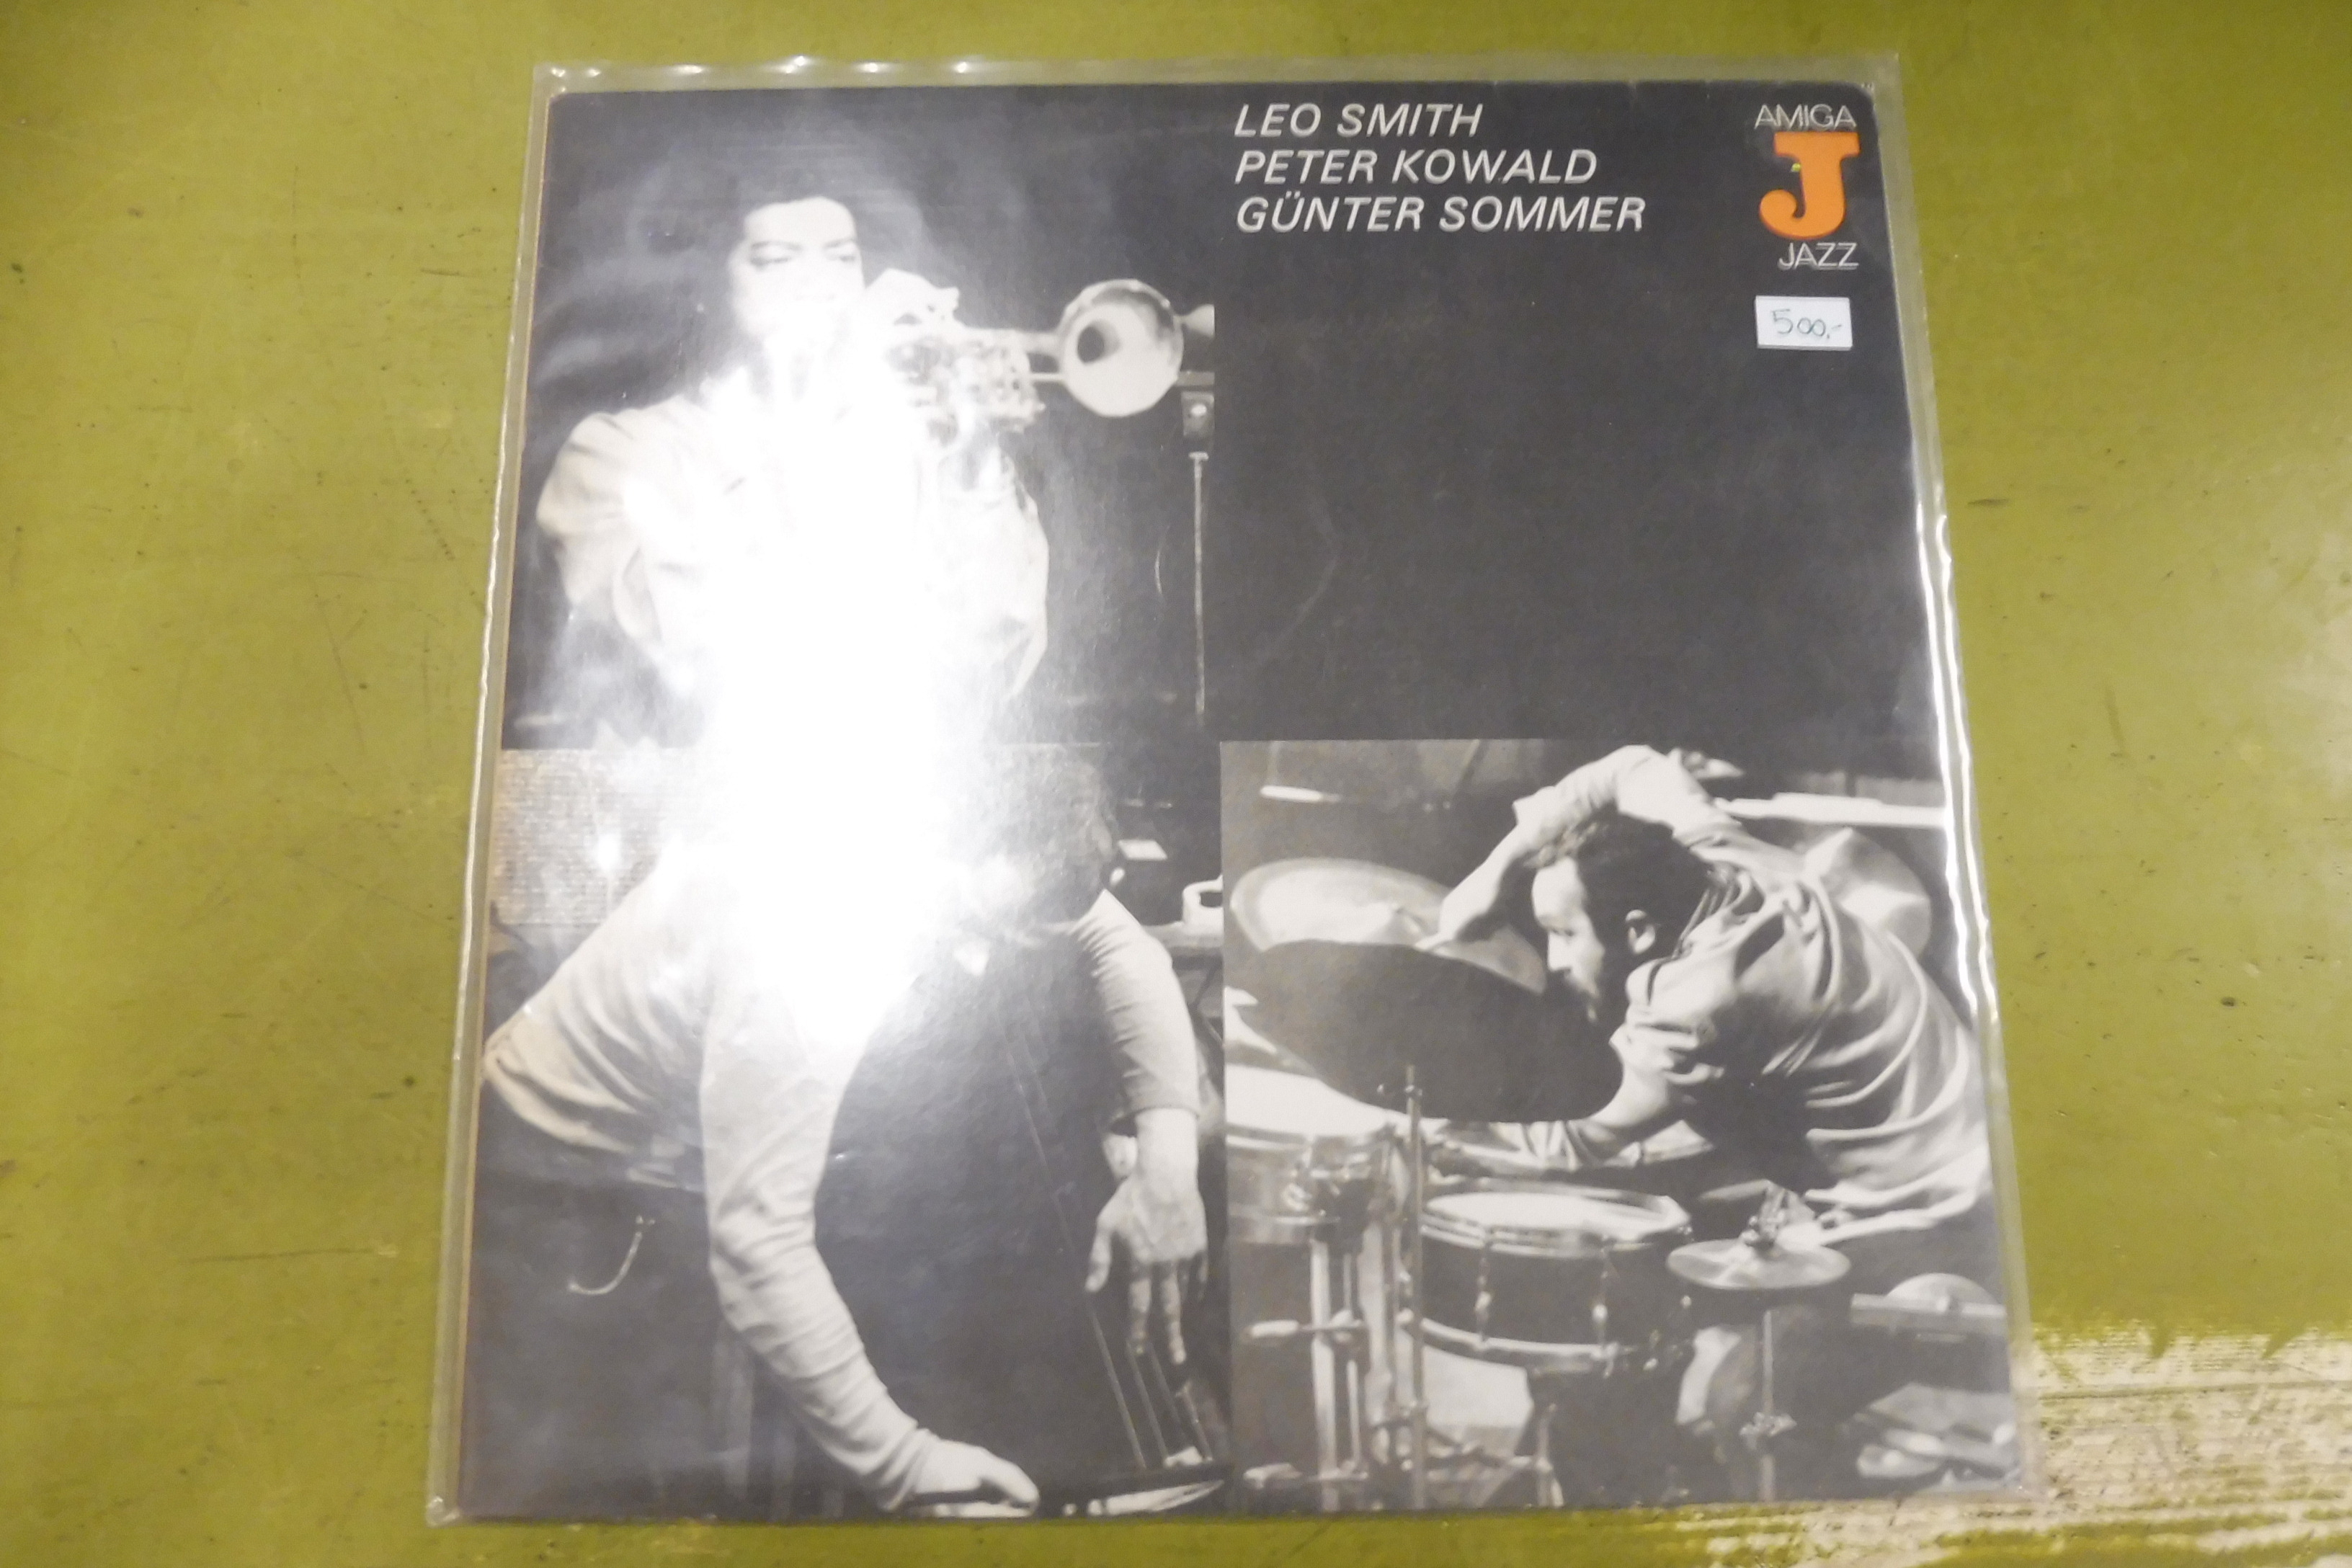 LEO SMITH
PETER KOWALD
GÜNTER SOMMER
AMIGA
J
JAZZ
500,-